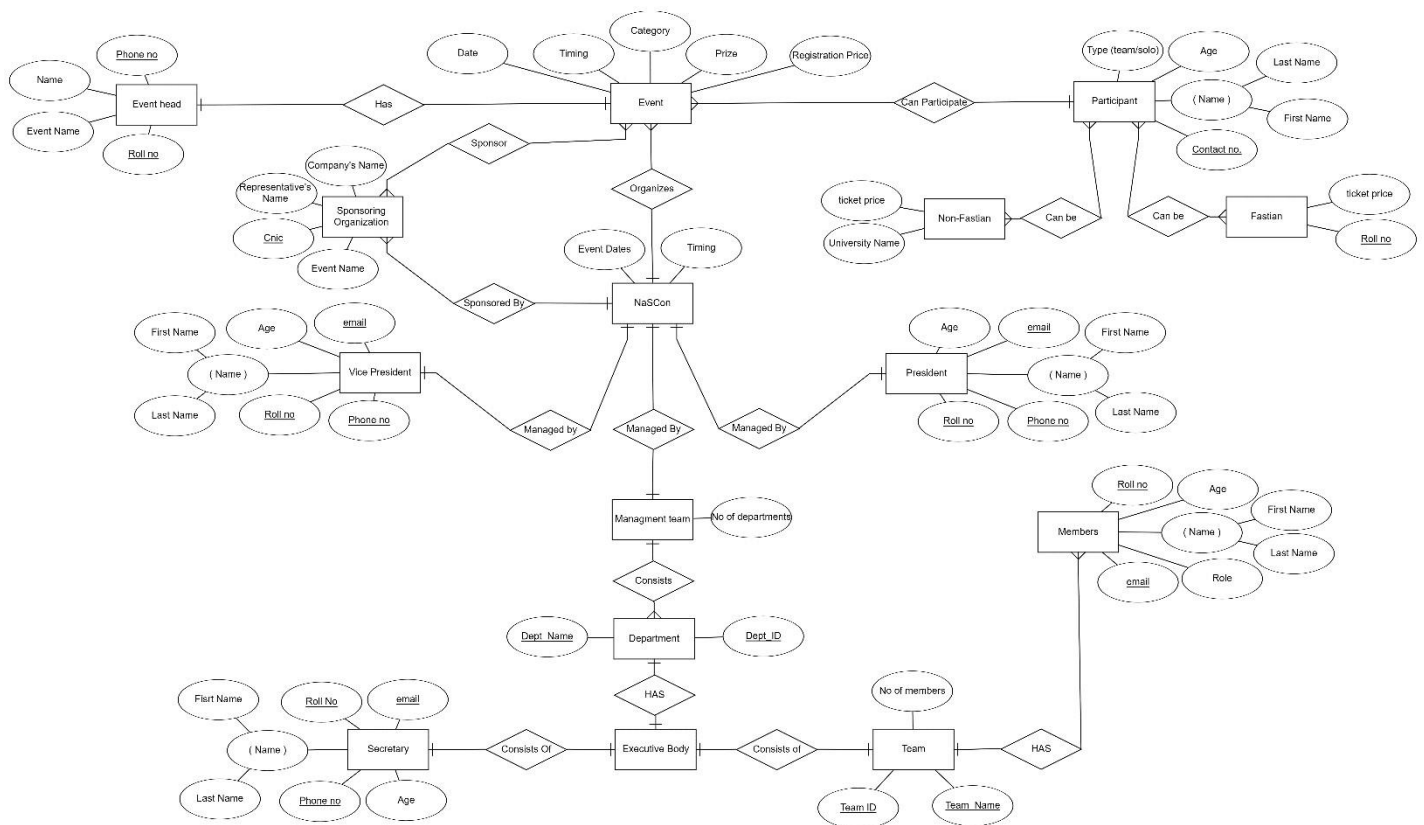 Category
Date
Timing
Prize
Registration Price
Phone no
Name
Event head
Event Name
Roll no
Has
Event
Can Participate
Type (team/solo)
Age
Last Name
Participant
( Name )
First Name
Contact no.
Sponsor
Company's Name
Representative's
Name
Sponsoring
Organization
Cnic
Event Name
Organizes
ticket price
University Name
Non-Fastian
Can be
Can be
Fastian
ticket price
Roll no
Event Dates
Timing
Sponsored By
NaSCon
First Name
Age
email
( Name )
Vice President
Last Name
Roll no
Phone no
Age
email
First Name
President
( Name )
Roll no
Phone no
Last Name
Managed by
Managed By
Managed By
Managment team
No of departments
Roll no
Age
First Name
Members
( Name )
Last Name
email
Role
Consists
Dept_Name
Department
Dept_ID
HAS
FIsrt Name
Roll No
email
( Name )
Secretary
Last Name
Phone no
Age
Consists Of
Executive Body
Consists of
No of members
Team
HAS
Team ID
Team_Name